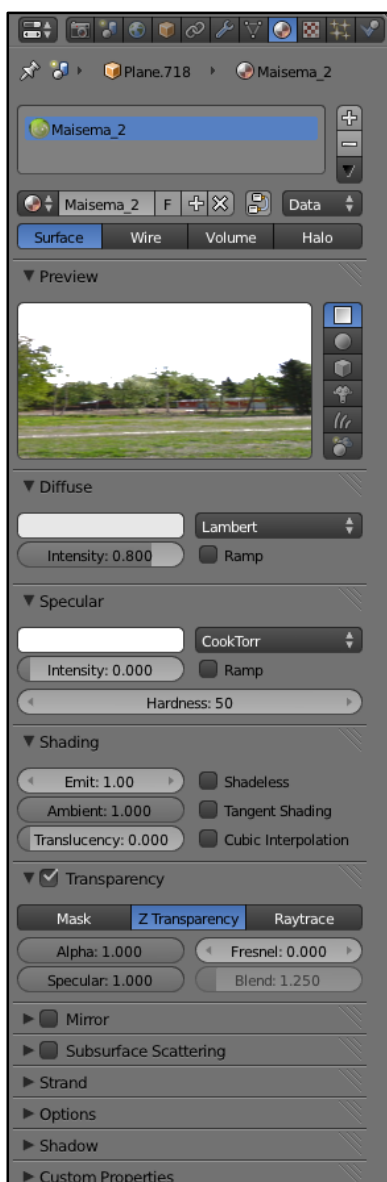 Plane.718 Maisema_2
Maisema_2
Maisema_2 F Data
Surface Wire Volume Halo
Preview
Diffuse
Lambert
Intensity: 0.800 Ramp
Specular
CookTorr
Intensity: 0.000 Ramp
Hardness: 50
Shading
Emit: 1.00 Shadeless
Ambient: 1.000 Tangent Shading
Translucency: 0.000 Cubic Interpolation
Transparency
Mask Z Transparency Raytrace
Alpha: 1.000 Fresnel: 0.000
Specular: 1.000 Blend: 1.250
Mirror
Subsurface Scattering
Strand
Options
Shadow
Custom Properties